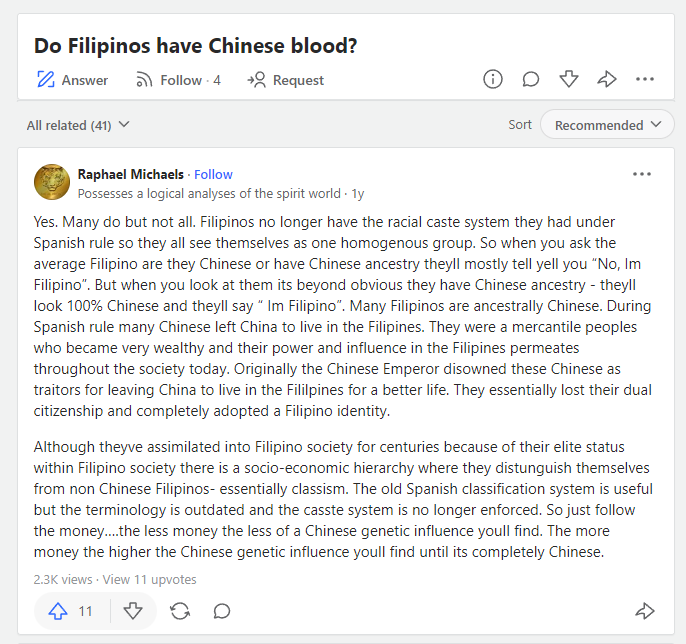 Do Filipinos have Chinese blood?
Answer Follow · 4 Request
All related (41) Sort Recommended
Raphael Michaels · Follow
Possesses a logical analyses of the spirit world · 1y
Yes. Many do but not all. Filipinos no longer have the racial caste system they had under
Spanish rule so they all see themselves as one homogenous group. So when you ask the
average Filipino are they Chinese or have Chinese ancestry theyll mostly tell yell you “No, Im
Filipino”. But when you look at them its beyond obvious they have Chinese ancestry - theyll
look 100% Chinese and theyll say “ Im Filipino”. Many Filipinos are ancestrally Chinese. During
Spanish rule many Chinese left China to live in the Filipines. They were a mercantile peoples
who became very wealthy and their power and influence in the Filipines permeates
throughout the society today. Originally the Chinese Emperor disowned these Chinese as
traitors for leaving China to live in the Fililpines for a better life. They essentially lost their dual
citizenship and completely adopted a Filipino identity.
Although theyve assimilated into Filipino society for centuries because of their elite status
within Filipino society there is a socio-economic hierarchy where they distunguish themselves
from non Chinese Filipinos- essentially classism. The old Spanish classification system is useful
but the terminology is outdated and the casste system is no longer enforced. So just follow
the money....the less money the less of a Chinese genetic influence youll find. The more
money the higher the Chinese genetic influence youll find until its completely Chinese.
2.3K views · View 11 upvotes
11